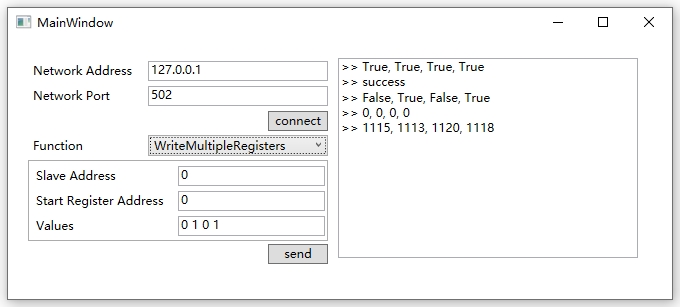 MainWindow
Network Address 127.0.0.1
Network Port 502
connect
Function WriteMultipleRegisters
Slave Address 0
Start Register Address 0
Values 0 1 0 1
send
>> True, True, True, True
>> success
>> False, True, False, True
>> 0, 0, 0, 0
>> 1115, 1113, 1120, 1118